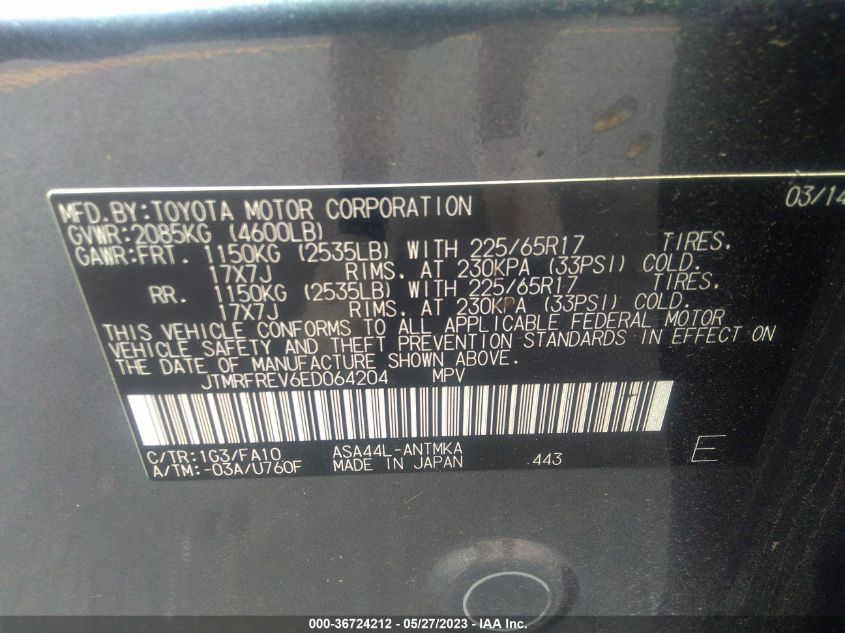 03/14
MFD.BY:TOYOTA MOTOR CORPORATION
GVWR:2085KG (4600LB)
GAWR:FRT. 1150KG (2535LB) WITH 225/65R17 TIRES.
17X7J RIMS. AT 230KPA (33PSI) COLD.
RR. 1150KG (2535LB) WITH 225/65R17 TIRES.
17X7J RIMS. AT 230KPA (33PSI) COLD.
THIS VEHICLE CONFORMS TO ALL APPLICABLE FEDERAL MOTOR
VEHICLE SAFETY AND THEFT PREVENTION STANDARDS IN EFFECT ON
THE DATE OF MANUFACTURE SHOWN ABOVE.
JTMRFREV6ED064204 MPV
C/TR:1G3/FA10 ASA44L-ANTMKA
A/TM:-03A/U760F MADE IN JAPAN 443 E
000-36724212 - 05/27/2023 - IAA Inc.